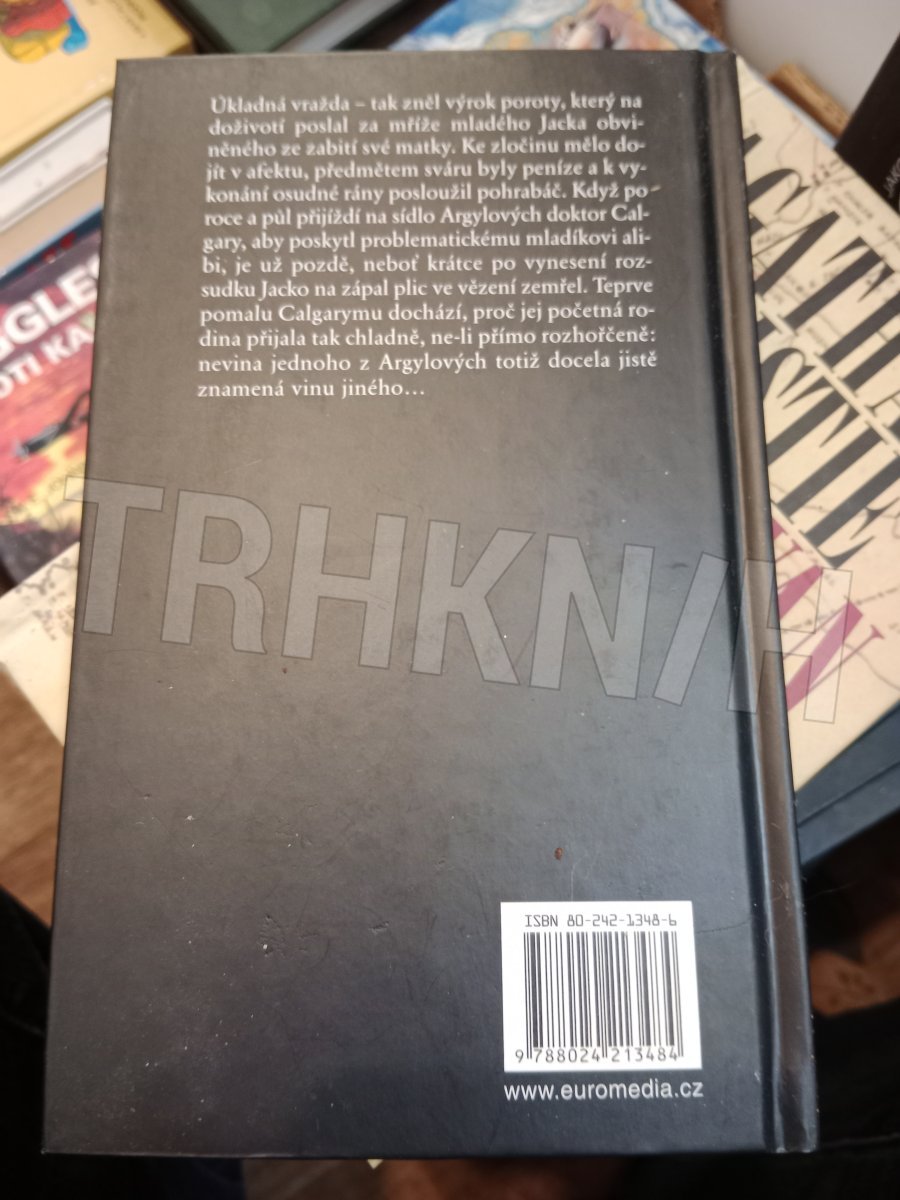 Úkladná vražda – tak zněl výrok poroty, který na
doživotí poslal za mříže mladého Jacka obvi-
něného ze zabití své matky. Ke zločinu mělo do-
jít v afektu, předmětem sváru byly peníze a k vy-
konání osudné rány posloužil pohrabáč. Když po
roce a půl přijíždí na sídlo Argylových doktor Cal-
gary, aby poskytl problematickému mladíkovi ali-
bi, je už pozdě, neboť krátce po vynesení roz-
sudku Jacko na zápal plic ve vězení zemřel. Teprve
pomalu Calgarymu dochází, proč jej početná ro-
dina přijala tak chladně, ne-li přímo rozhořčeně:
nevina jednoho z Argylových totiž docela jistě
znamená vinu jiného...
TRHKNIH
ISBN 80-242-1348-6
9 788024 213484
www.euromedia.cz